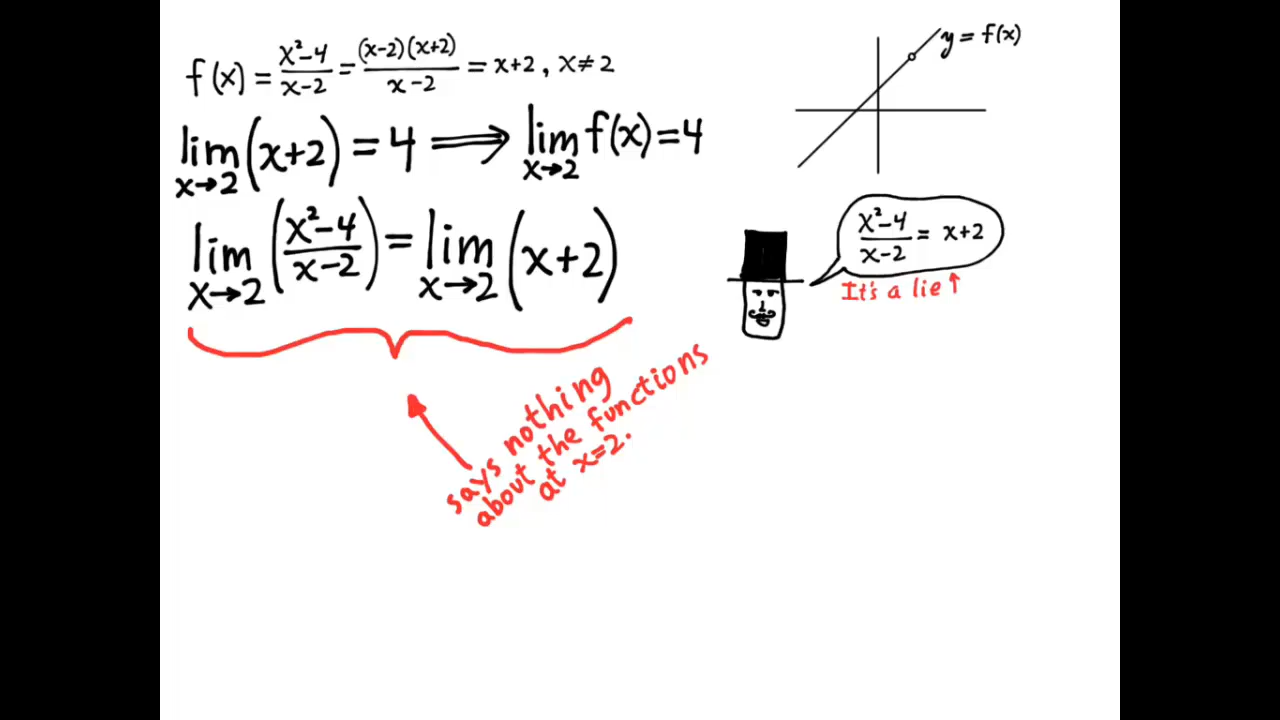 f(x) = x²-4/x-2 = (x-2)(x+2)/x-2 = x+2, x≠2
y = f(x)
lim x→2 (x+2) = 4 ⟹ lim x→2 f(x) = 4
lim x→2 (x²-4/x-2) = lim x→2 (x+2)
x²-4/x-2 = x+2
It's a lie ↑
says nothing
about the functions
at x=2.